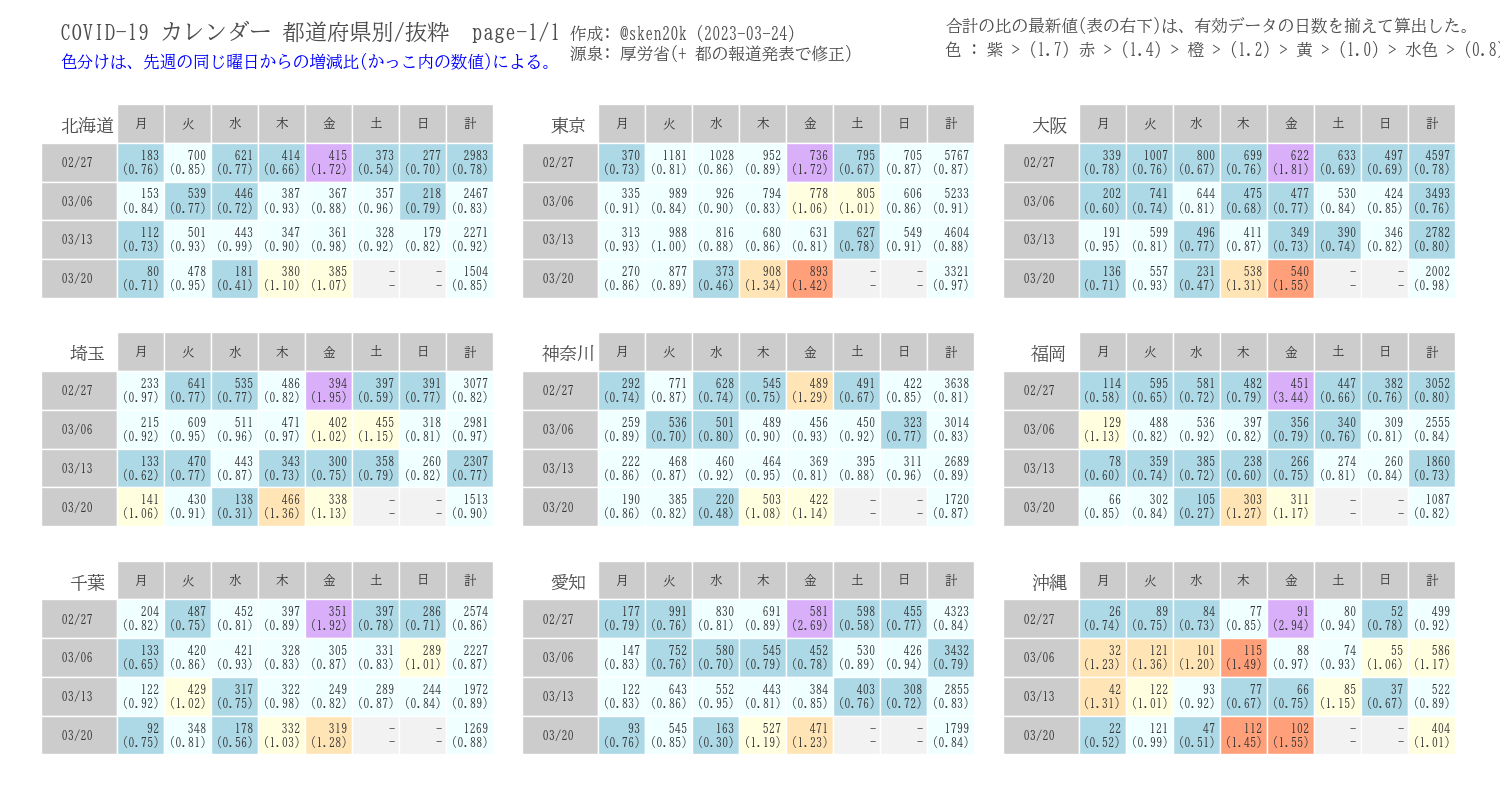 COVID-19 カレンダー 都道府県別/抜粋 page-1/1
作成: @sken20k (2023-03-24)
合計の比の最新値(表の右下)は、有効データの日数を揃えて算出した。
色分けは、先週の同じ曜日からの増減比(かっこ内の数値)による。
源泉: 厚労省(+ 都の報道発表で修正)
色 : 紫 > (1.7) 赤 > (1.4) 橙 > (1.2) 黄 > (1.0) > 水色 > (0.8)
北海道 月 火 水 木 金 土 日 計
02/27 183 700 621 414 415 373 277 2983
(0.76) (0.85) (0.77) (0.66) (1.72) (0.54) (0.70) (0.78)
03/06 153 539 446 387 367 357 218 2467
(0.84) (0.77) (0.72) (0.93) (0.88) (0.96) (0.79) (0.83)
03/13 112 501 443 347 361 328 179 2271
(0.73) (0.93) (0.99) (0.90) (0.98) (0.92) (0.82) (0.92)
03/20 80 478 181 380 385 - - 1504
(0.71) (0.95) (0.41) (1.10) (1.07) - - (0.85)
東京 月 火 水 木 金 土 日 計
02/27 370 1181 1028 952 736 795 705 5767
(0.73) (0.81) (0.86) (0.89) (1.72) (0.67) (0.87) (0.87)
03/06 335 989 926 794 778 805 606 5233
(0.91) (0.84) (0.90) (0.83) (1.06) (1.01) (0.86) (0.91)
03/13 313 988 816 680 631 627 549 4604
(0.93) (1.00) (0.88) (0.86) (0.81) (0.78) (0.91) (0.88)
03/20 270 877 373 908 893 - - 3321
(0.86) (0.89) (0.46) (1.34) (1.42) - - (0.97)
大阪 月 火 水 木 金 土 日 計
02/27 339 1007 800 699 622 633 497 4597
(0.78) (0.76) (0.67) (0.76) (1.81) (0.69) (0.69) (0.78)
03/06 202 741 644 475 477 530 424 3493
(0.60) (0.74) (0.81) (0.68) (0.77) (0.84) (0.85) (0.76)
03/13 191 599 496 411 349 390 346 2782
(0.95) (0.81) (0.77) (0.87) (0.73) (0.74) (0.82) (0.80)
03/20 136 557 231 538 540 - - 2002
(0.71) (0.93) (0.47) (1.31) (1.55) - - (0.98)
埼玉 月 火 水 木 金 土 日 計
02/27 233 641 535 486 394 397 391 3077
(0.97) (0.77) (0.77) (0.82) (1.95) (0.59) (0.77) (0.82)
03/06 215 609 511 471 402 455 318 2981
(0.92) (0.95) (0.96) (0.97) (1.02) (1.15) (0.81) (0.97)
03/13 133 470 443 343 300 358 260 2307
(0.62) (0.77) (0.87) (0.73) (0.75) (0.79) (0.82) (0.77)
03/20 141 430 138 466 338 - - 1513
(1.06) (0.91) (0.31) (1.36) (1.13) - - (0.90)
神奈川 月 火 水 木 金 土 日 計
02/27 292 771 628 545 489 491 422 3638
(0.74) (0.87) (0.74) (0.75) (1.29) (0.67) (0.85) (0.81)
03/06 259 536 501 489 456 450 323 3014
(0.89) (0.70) (0.80) (0.90) (0.93) (0.92) (0.77) (0.83)
03/13 222 468 460 464 369 395 311 2689
(0.86) (0.87) (0.92) (0.95) (0.81) (0.88) (0.96) (0.89)
03/20 190 385 220 503 422 - - 1720
(0.86) (0.82) (0.48) (1.08) (1.14) - - (0.87)
福岡 月 火 水 木 金 土 日 計
02/27 114 595 581 482 451 447 382 3052
(0.58) (0.65) (0.72) (0.79) (3.44) (0.66) (0.76) (0.80)
03/06 129 488 536 397 356 340 309 2555
(1.13) (0.82) (0.92) (0.82) (0.79) (0.76) (0.81) (0.84)
03/13 78 359 385 238 266 274 260 1860
(0.60) (0.74) (0.72) (0.60) (0.75) (0.81) (0.84) (0.73)
03/20 66 302 105 303 311 - - 1087
(0.85) (0.84) (0.27) (1.27) (1.17) - - (0.82)
千葉 月 火 水 木 金 土 日 計
02/27 204 487 452 397 351 397 286 2574
(0.82) (0.75) (0.81) (0.89) (1.92) (0.78) (0.71) (0.86)
03/06 133 420 421 328 305 331 289 2227
(0.65) (0.86) (0.93) (0.83) (0.87) (0.83) (1.01) (0.87)
03/13 122 429 317 322 249 289 244 1972
(0.92) (1.02) (0.75) (0.98) (0.82) (0.87) (0.84) (0.89)
03/20 92 348 178 332 319 - - 1269
(0.75) (0.81) (0.56) (1.03) (1.28) - - (0.88)
愛知 月 火 水 木 金 土 日 計
02/27 177 991 830 691 581 598 455 4323
(0.79) (0.76) (0.81) (0.89) (2.69) (0.58) (0.77) (0.84)
03/06 147 752 580 545 452 530 426 3432
(0.83) (0.76) (0.70) (0.79) (0.78) (0.89) (0.94) (0.79)
03/13 122 643 552 443 384 403 308 2855
(0.83) (0.86) (0.95) (0.81) (0.85) (0.76) (0.72) (0.83)
03/20 93 545 163 527 471 - - 1799
(0.76) (0.85) (0.30) (1.19) (1.23) - - (0.84)
沖縄 月 火 水 木 金 土 日 計
02/27 26 89 84 77 91 80 52 499
(0.74) (0.75) (0.73) (0.85) (2.94) (0.94) (0.78) (0.92)
03/06 32 121 101 115 88 74 55 586
(1.23) (1.36) (1.20) (1.49) (0.97) (0.93) (1.06) (1.17)
03/13 42 122 93 77 66 85 37 522
(1.31) (1.01) (0.92) (0.67) (0.75) (1.15) (0.67) (0.89)
03/20 22 121 47 112 102 - - 404
(0.52) (0.99) (0.51) (1.45) (1.55) - - (1.01)